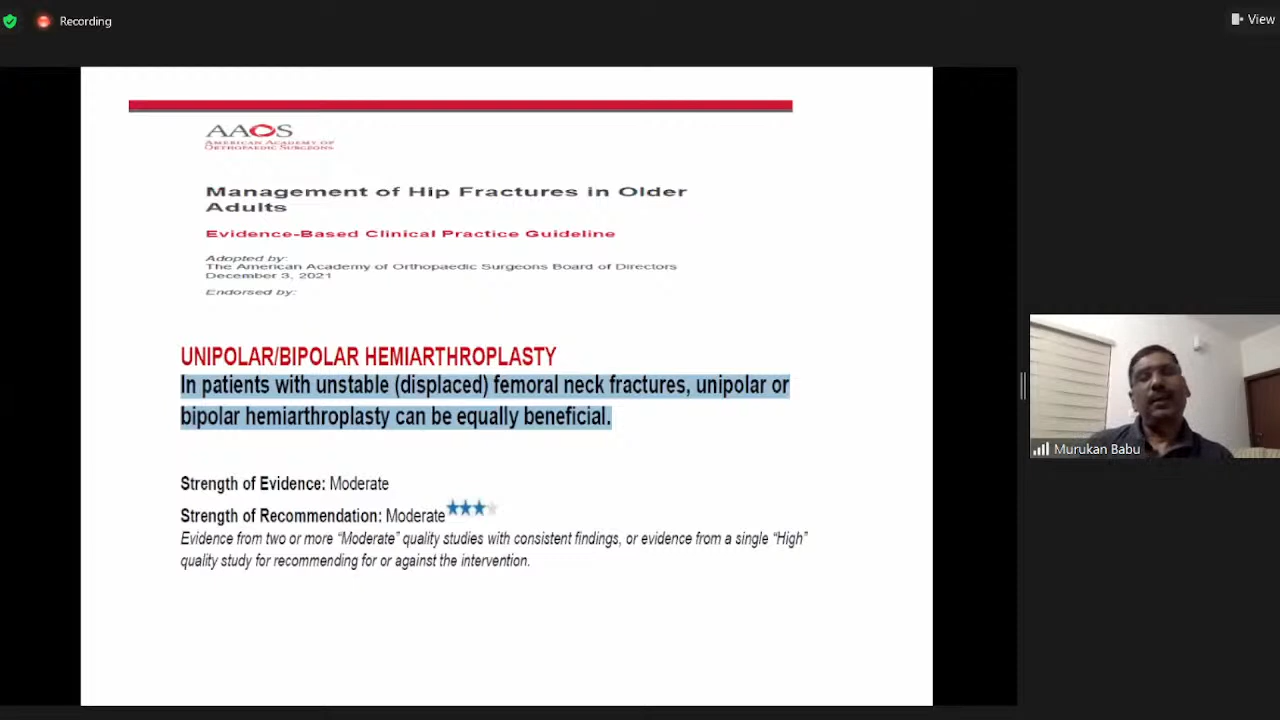 Recording
View
AAOS
AMERICAN ACADEMY OF
ORTHOPAEDIC SURGEONS
Management of Hip Fractures in Older
Adults
Evidence-Based Clinical Practice Guideline
Adopted by:
The American Academy of Orthopaedic Surgeons Board of Directors
December 3, 2021
Endorsed by:
UNIPOLAR/BIPOLAR HEMIARTHROPLASTY
In patients with unstable (displaced) femoral neck fractures, unipolar or
bipolar hemiarthroplasty can be equally beneficial.
Strength of Evidence: Moderate
Strength of Recommendation: Moderate
Evidence from two or more “Moderate” quality studies with consistent findings, or evidence from a single “High”
quality study for recommending for or against the intervention.
Murukan Babu